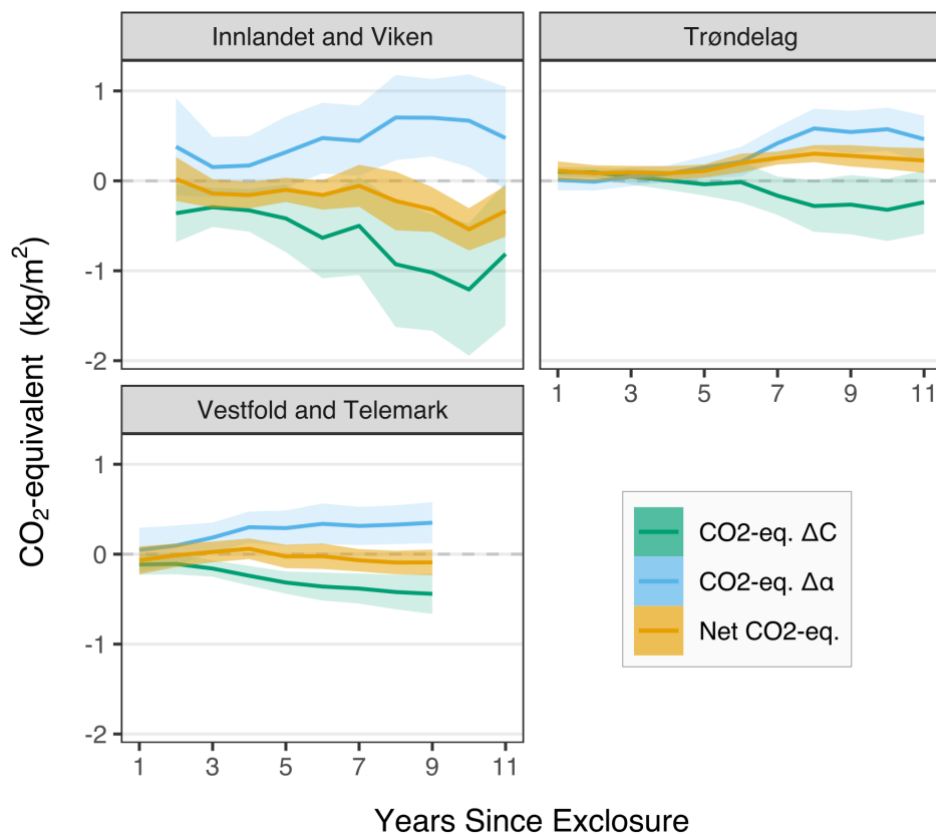 Innlandet and Viken
Trøndelag
1
0
-1
-2
1 3 5 7 9 11
Vestfold and Telemark
1
0
-1
-2
1 3 5 7 9 11
CO₂-equivalent (kg/m²)
Years Since Exclosure
CO2-eq. ΔC
CO2-eq. Δα
Net CO2-eq.